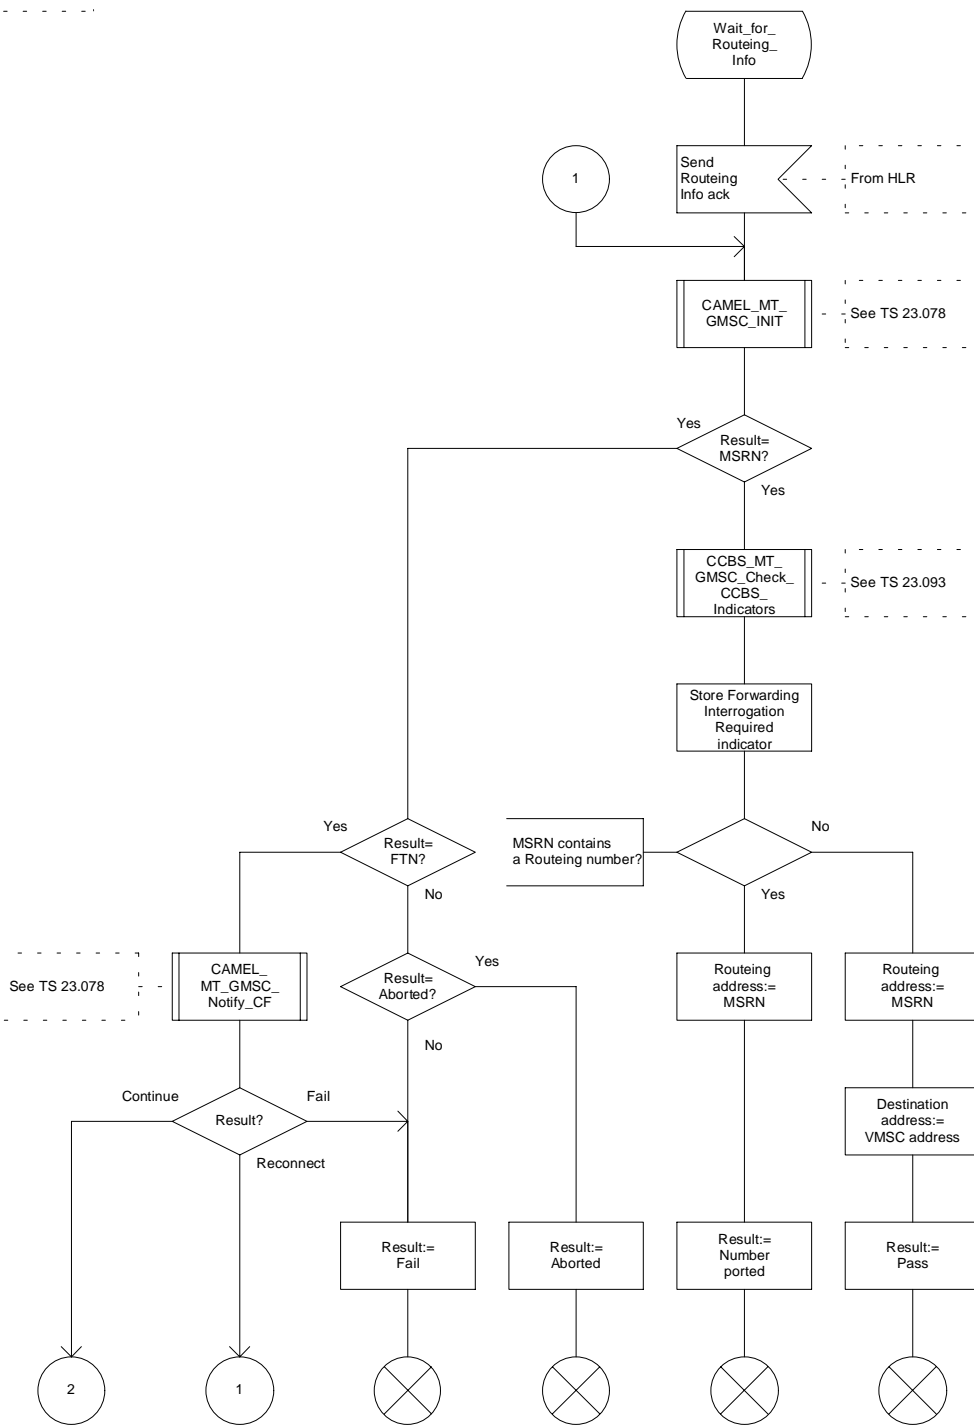 Wait_for_
Routeing_
Info
1
Send
Routeing
Info ack
From HLR
CAMEL_MT_
GMSC_INIT
See TS 23.078
Yes
Result=
MSRN?
Yes
CCBS_MT_
GMSC_Check_
CCBS_
Indicators
See TS 23.093
Store Forwarding
Interrogation
Required
indicator
Yes
Result=
FTN?
No
MSRN contains
a Routeing number?
No
Yes
See TS 23.078
CAMEL_
MT_GMSC_
Notify_CF
Result=
Aborted?
Yes
No
Routeing
address:=
MSRN
Routeing
address:=
MSRN
Continue
Result?
Fail
Reconnect
Destination
address:=
VMSC address
Result:=
Fail
Result:=
Aborted
Result:=
Number
ported
Result:=
Pass
2
1